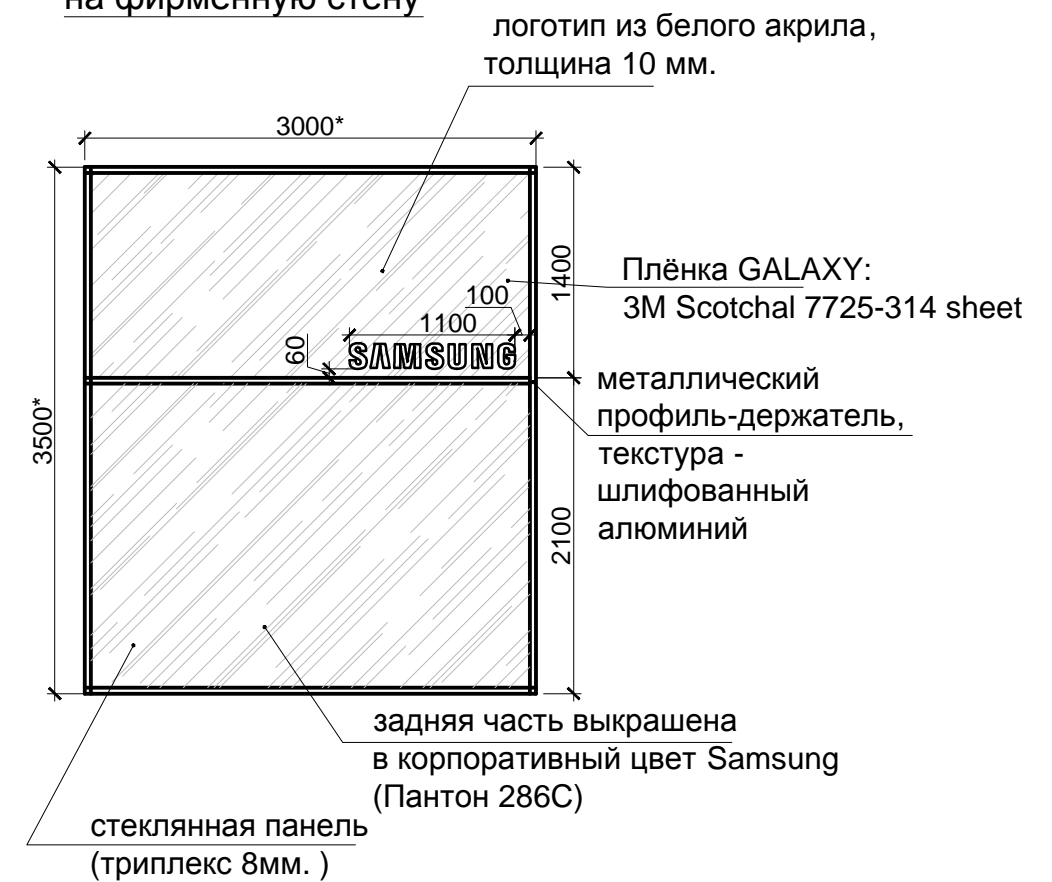 на фирменную стену
логотип из белого акрила,
толщина 10 мм.
3000*
1400
Плёнка GALAXY:
3M Scotchal 7725-314 sheet
100
1100
60
SAMSUNG
3500*
металлический
профиль-держатель,
текстура -
шлифованный
алюминий
2100
задняя часть выкрашена
в корпоративный цвет Samsung
(Пантон 286С)
стеклянная панель
(триплекс 8мм. )